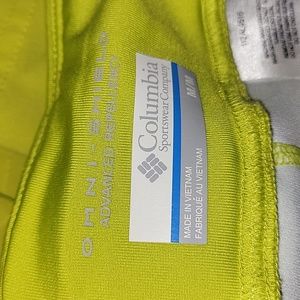 OMNI-SHIELD
ADVANCED REPELLENCY
Columbia
Sportswear Company
M/M
MADE IN VIETNAM
FABRIQUÉ AU VIETNAM